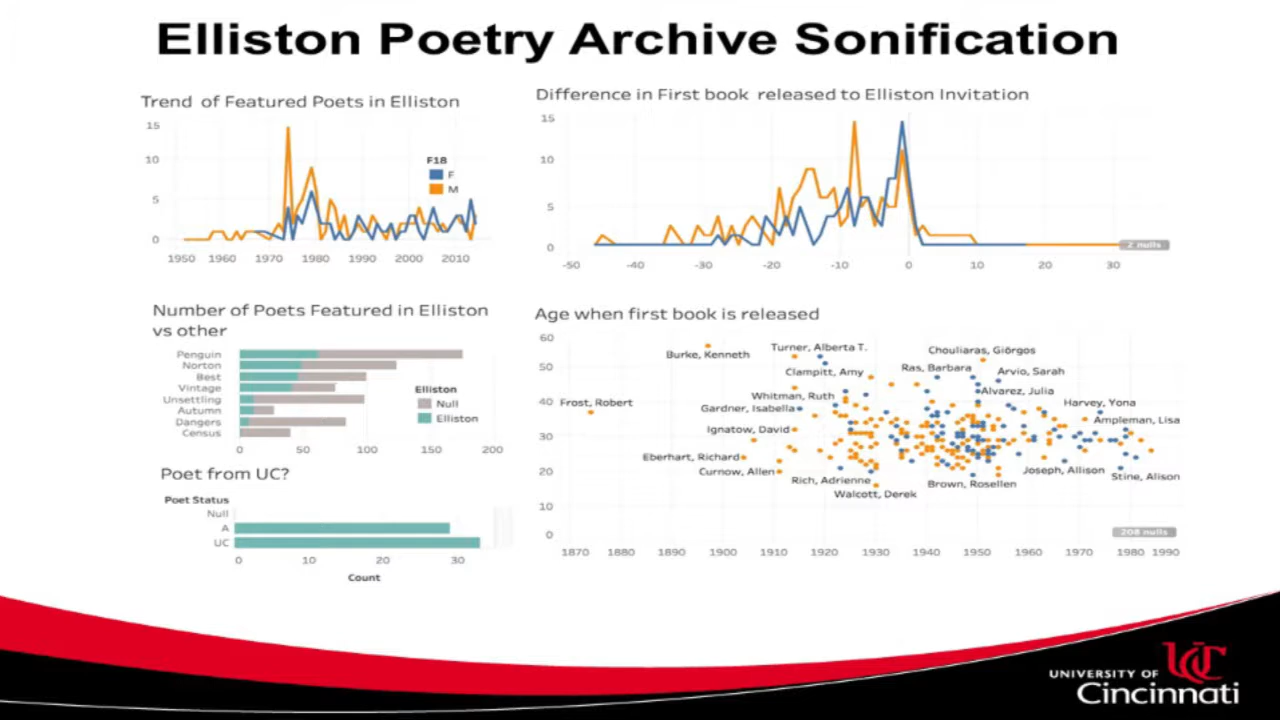 Elliston Poetry Archive Sonification
Trend of Featured Poets in Elliston
15
10
5
0
1950 1960 1970 1980 1990 2000 2010
F18
F
M
Difference in First book released to Elliston Invitation
15
10
5
0
-50 -40 -30 -20 -10 0 10 20 30
2 nulls
Number of Poets Featured in Elliston
vs other
Penguin
Norton
Best
Vintage
Unsettling
Autumn
Dangers
Census
0 50 100 150 200
Elliston
Null
Elliston
Poet from UC?
Poet Status
Null
A
UC
0 10 20 30
Count
Age when first book is released
60
50
40
30
20
10
0
Burke, Kenneth
Turner, Alberta T.
Chouliaras, Giórgos
Clampitt, Amy
Ras, Barbara
Arvio, Sarah
Whitman, Ruth
Alvarez, Julia
Frost, Robert
Gardner, Isabella
Harvey, Yona
Ignatow, David
Ampleman, Lisa
Eberhart, Richard
Curnow, Allen
Rich, Adrienne
Joseph, Allison
Stine, Alison
Walcott, Derek
Brown, Rosellen
208 nulls
1870 1880 1890 1900 1910 1920 1930 1940 1950 1960 1970 1980 1990
UNIVERSITY OF
Cincinnati
UC